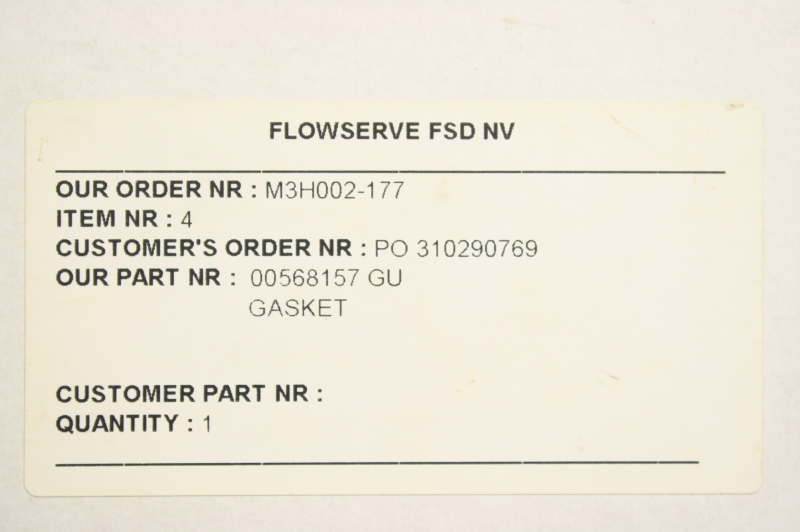 FLOWSERVE FSD NV
OUR ORDER NR : M3H002-177
ITEM NR : 4
CUSTOMER'S ORDER NR : PO 310290769
OUR PART NR : 00568157 GU
GASKET
CUSTOMER PART NR :
QUANTITY : 1